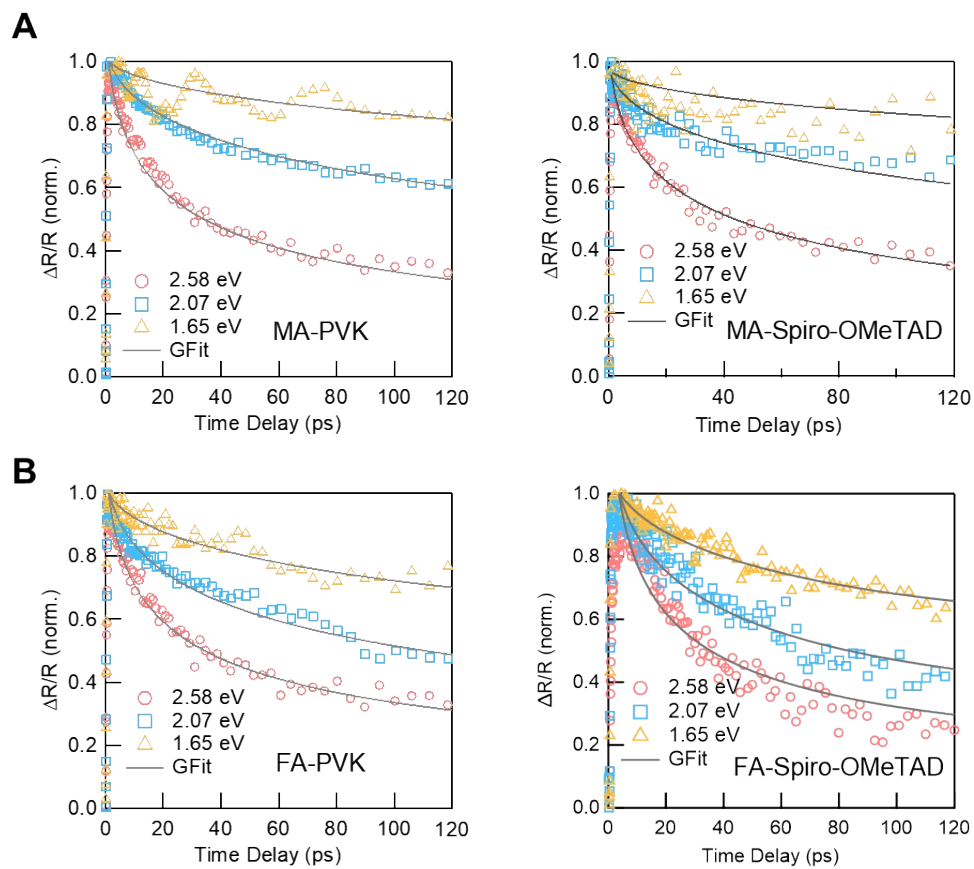 A
ΔR/R (norm.)
1.0
0.8
0.6
0.4
0.2
0.0
2.58 eV
2.07 eV
1.65 eV
GFit
MA-PVK
0 20 40 60 80 100 120
Time Delay (ps)
ΔR/R (norm.)
1.0
0.8
0.6
0.4
0.2
0.0
2.58 eV
2.07 eV
1.65 eV
GFit
MA-Spiro-OMeTAD
0 20 40 60 80 100 120
Time Delay (ps)
B
ΔR/R (norm.)
1.0
0.8
0.6
0.4
0.2
0.0
2.58 eV
2.07 eV
1.65 eV
GFit
FA-PVK
0 20 40 60 80 100 120
Time Delay (ps)
ΔR/R (norm.)
1.0
0.8
0.6
0.4
0.2
0.0
2.58 eV
2.07 eV
1.65 eV
GFit
FA-Spiro-OMeTAD
0 20 40 60 80 100 120
Time Delay (ps)